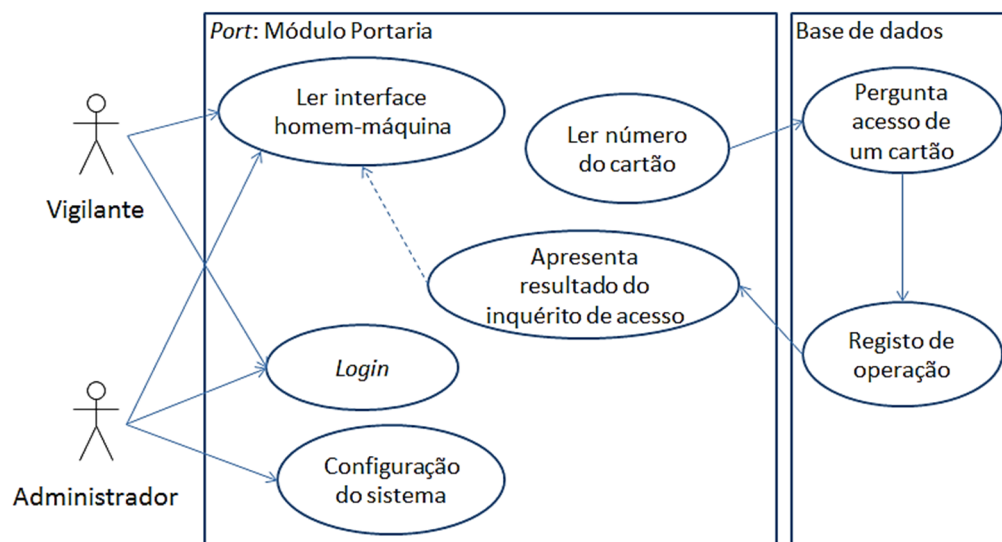 Port: Módulo Portaria
Base de dados
Ler interface
homem-máquina
Ler número
do cartão
Pergunta
acesso de
um cartão
Vigilante
Apresenta
resultado do
inquérito de acesso
Registo de
operação
Login
Administrador
Configuração
do sistema